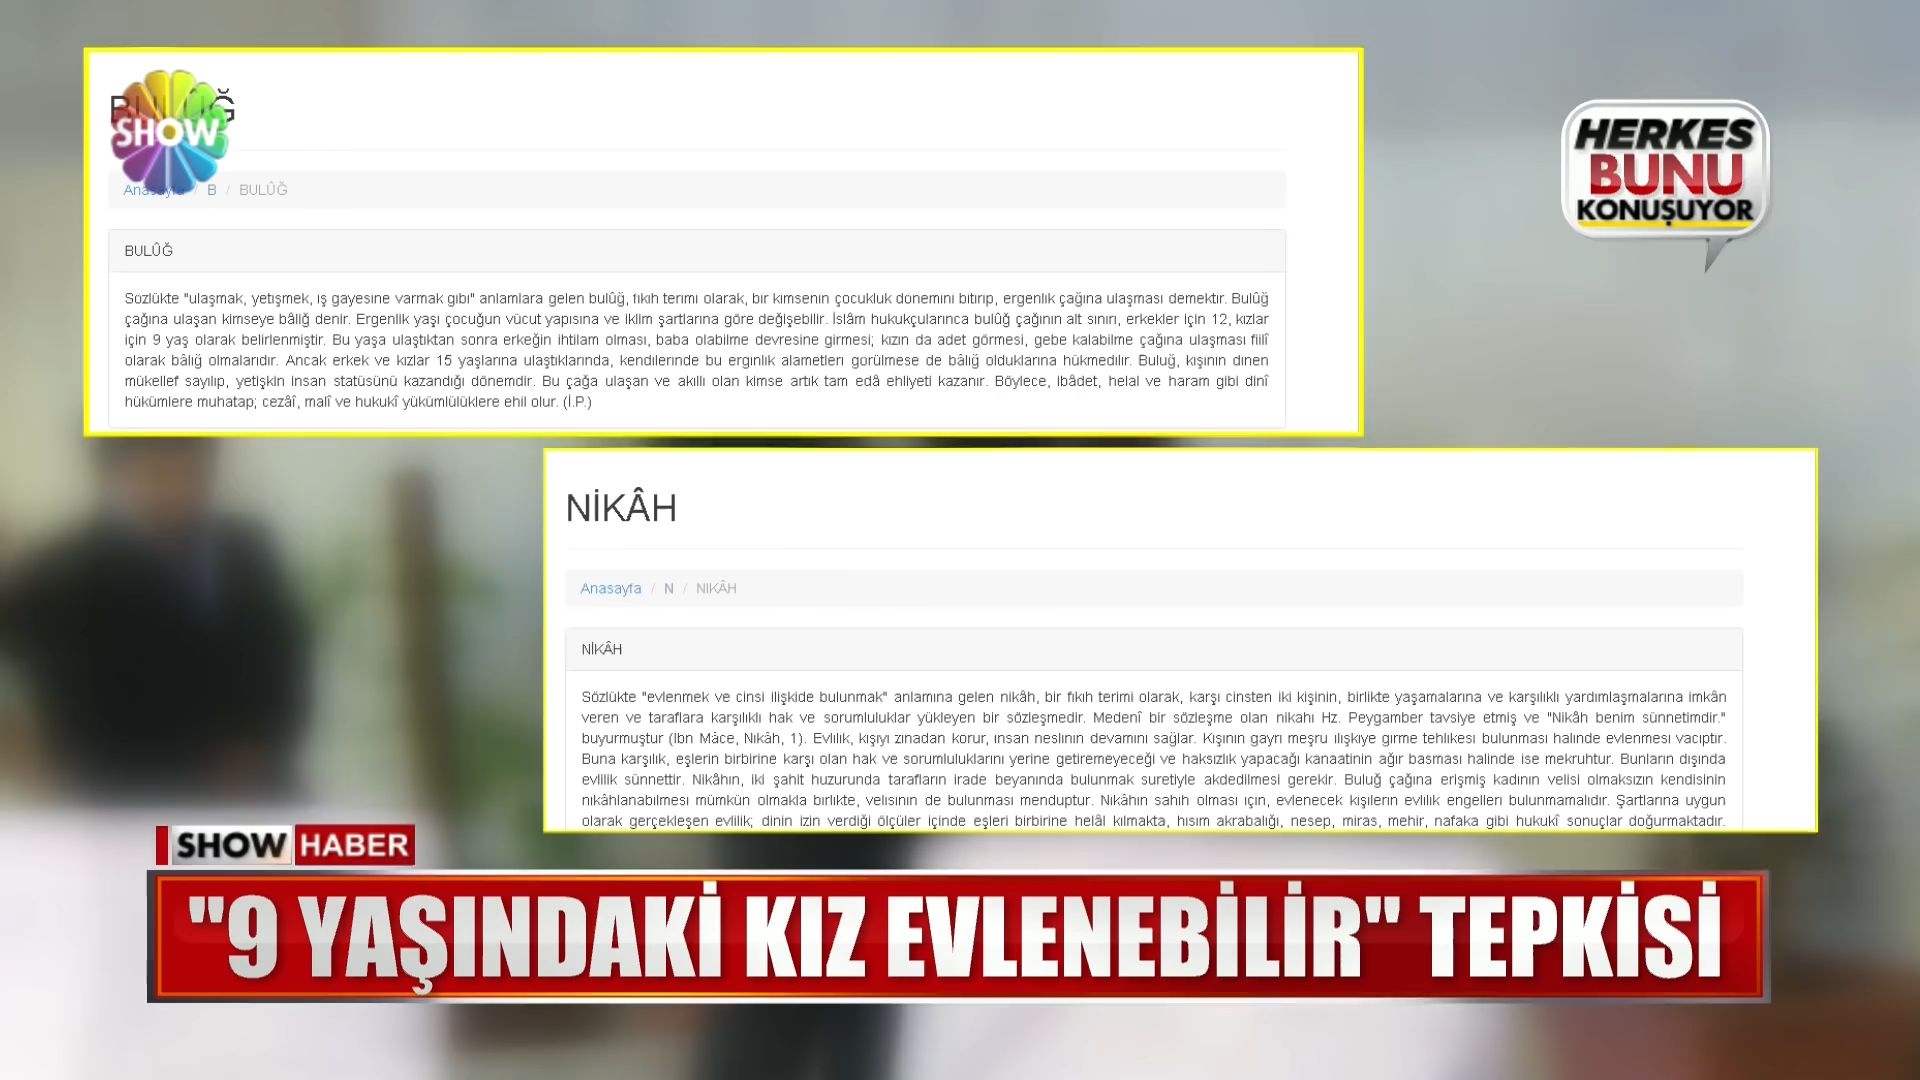 BULÛĞ
SHOW
Anasayfa / B / BULÛĞ
BULÛĞ
Sözlükte "ulaşmak, yetişmek, iş gayesine varmak gibi" anlamlara gelen bulûğ, fıkıh terimi olarak, bir kimsenin çocukluk dönemini bitirip, ergenlik çağına ulaşması demektir. Bulûğ
çağına ulaşan kimseye bâliğ denir. Ergenlik yaşı çocuğun vücut yapısına ve iklim şartlarına göre değişebilir. İslâm hukukçularınca bulûğ çağının alt sınırı, erkekler için 12, kızlar
için 9 yaş olarak belirlenmiştir. Bu yaşa ulaştıktan sonra erkeğin ihtilam olması, baba olabilme devresine girmesi; kızın da adet görmesi, gebe kalabilme çağına ulaşması fiilî
olarak bâliğ olmalarıdır. Ancak erkek ve kızlar 15 yaşlarına ulaştıklarında, kendilerinde bu erginlik alametleri görülmese de bâliğ olduklarına hükmedilir. Buluğ, kişinin dinen
mükellef sayılıp, yetişkin insan statüsünü kazandığı dönemdir. Bu çağa ulaşan ve akıllı olan kimse artık tam edâ ehliyeti kazanır. Böylece, ibâdet, helal ve haram gibi dinî
hükümlere muhatap; cezâî, malî ve hukukî yükümlülüklere ehil olur. (İ.P.)
HERKES
BUNU
KONUŞUYOR
NİKÂH
Anasayfa / N / NİKÂH
NİKÂH
Sözlükte "evlenmek ve cinsi ilişkide bulunmak" anlamına gelen nikâh, bir fıkıh terimi olarak, karşı cinsten iki kişinin, birlikte yaşamalarına ve karşılıklı yardımlaşmalarına imkân
veren ve taraflara karşılıklı hak ve sorumluluklar yükleyen bir sözleşmedir. Medenî bir sözleşme olan nikahı Hz. Peygamber tavsiye etmiş ve "Nikâh benim sünnetimdir."
buyurmuştur (İbn Mâce, Nikâh, 1). Evlilik, kişiyi zinadan korur, insan neslinin devamını sağlar. Kişinin gayri meşru ilişkiye girme tehlikesi bulunması halinde evlenmesi vaciptir.
Buna karşılık, eşlerin birbirine karşı olan hak ve sorumluluklarını yerine getiremeyeceği ve haksızlık yapacağı kanaatinin ağır basması halinde ise mekruhtur. Bunların dışında
evlilik sünnettir. Nikâhın, iki şahit huzurunda tarafların irade beyanında bulunmak suretiyle akdedilmesi gerekir. Buluğ çağına erişmiş kadının velisi olmaksızın kendisinin
nikâhlanabilmesi mümkün olmakla birlikte, velisinin de bulunması menduptur. Nikâhın sahih olması için, evlenecek kişilerin evlilik engelleri bulunmamalıdır. Şartlarına uygun
olarak gerçekleşen evlilik; dinin izin verdiği ölçüler içinde eşleri birbirine helâl kılmakta, hısım akrabalığı, nesep, miras, mehir, nafaka gibi hukukî sonuçlar doğurmaktadır.
SHOW HABER
"9 YAŞINDAKİ KIZ EVLENEBİLİR" TEPKİSİ